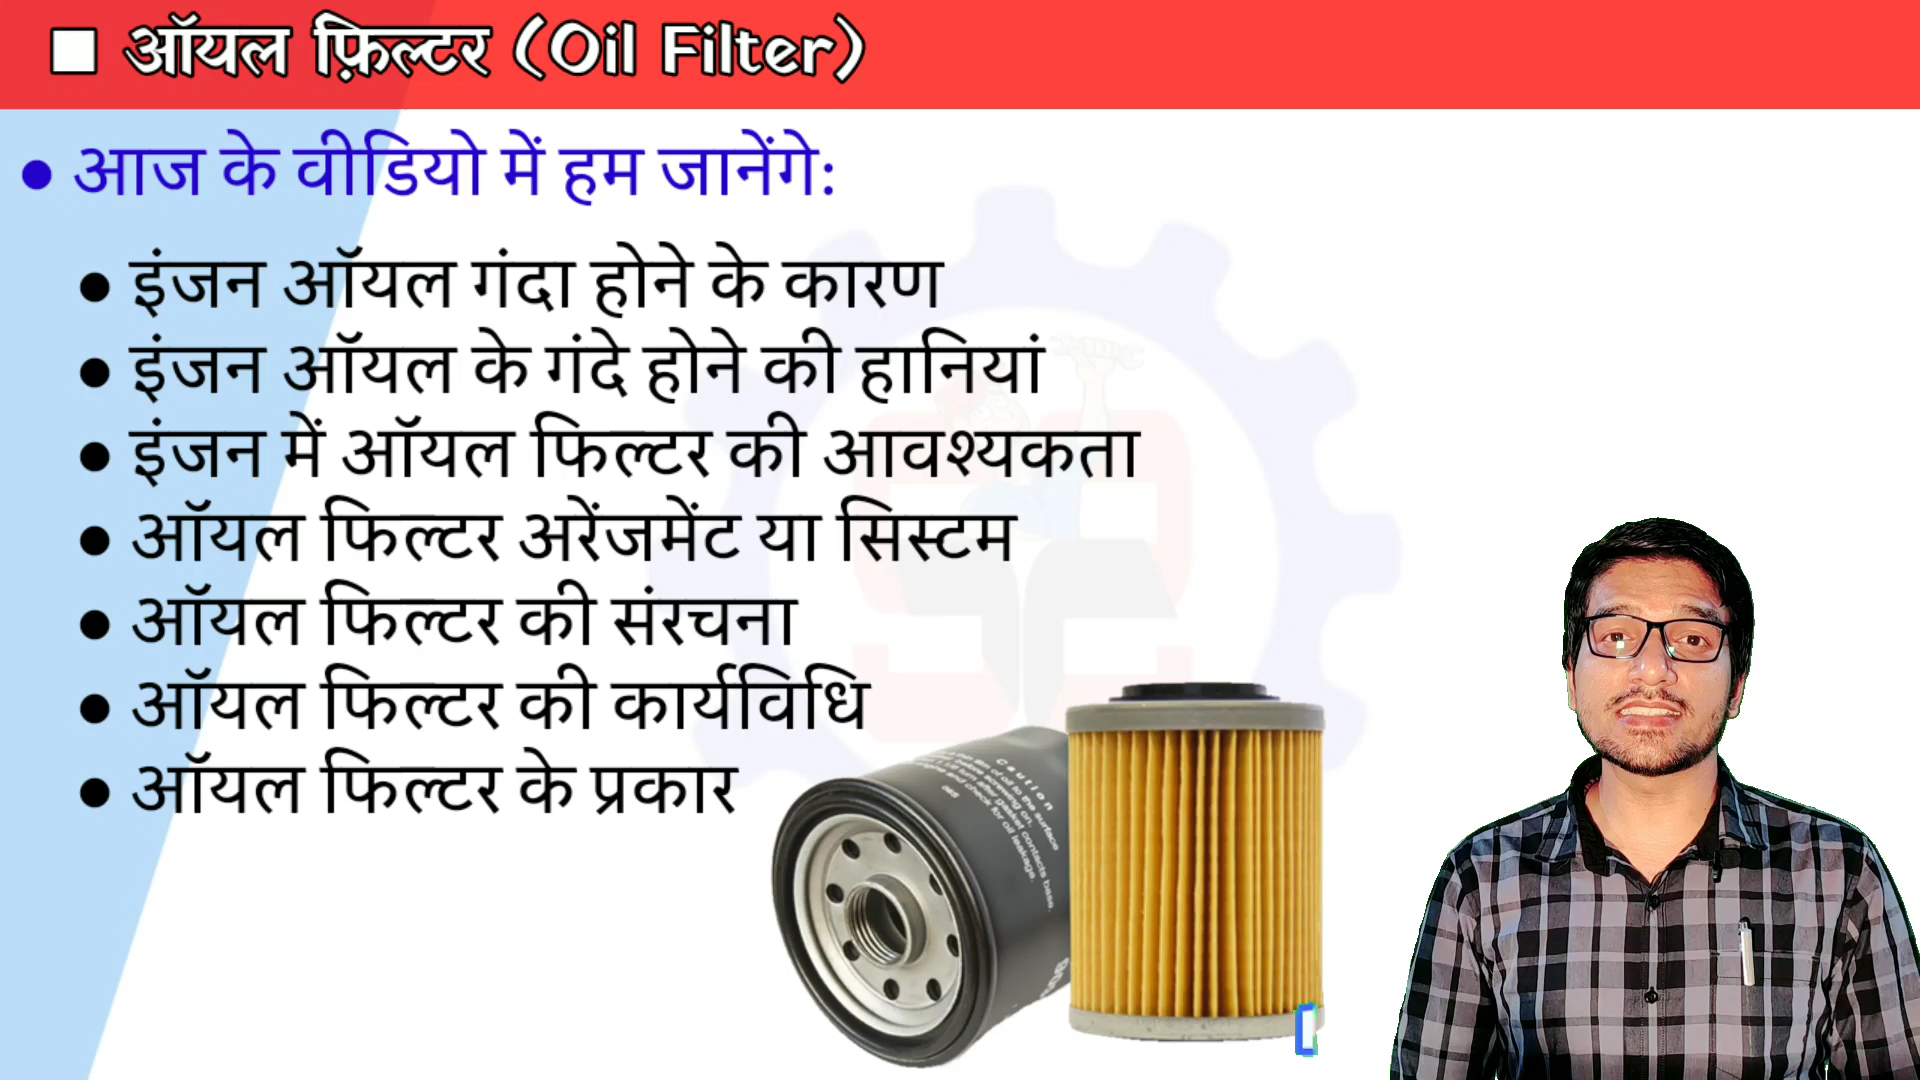 ■ ऑयल फ़िल्टर (Oil Filter)
• आज के वीडियो में हम जानेंगे:
• इंजन ऑयल गंदा होने के कारण
• इंजन ऑयल के गंदे होने की हानियां
• इंजन में ऑयल फिल्टर की आवश्यकता
• ऑयल फिल्टर अरेंजमेंट या सिस्टम
• ऑयल फिल्टर की संरचना
• ऑयल फिल्टर की कार्यविधि
• ऑयल फिल्टर के प्रकार
Caution